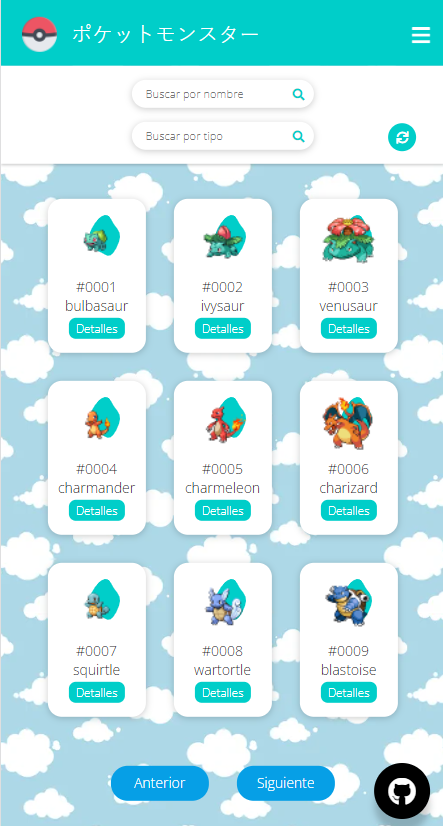 ポケットモンスター
Buscar por nombre
Buscar por tipo
#0001
bulbasaur
Detalles
#0002
ivysaur
Detalles
#0003
venusaur
Detalles
#0004
charmander
Detalles
#0005
charmeleon
Detalles
#0006
charizard
Detalles
#0007
squirtle
Detalles
#0008
wartortle
Detalles
#0009
blastoise
Detalles
Anterior
Siguiente